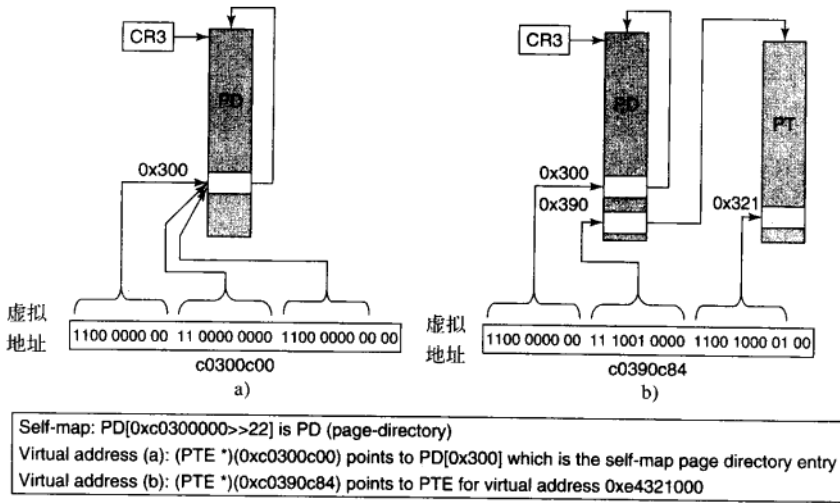 CR3
PD
0x300
虚拟
地址
1100 0000 00 11 0000 0000 1100 0000 00 00
c0300c00
a)
CR3
PD
PT
0x300
0x390
0x321
虚拟
地址
1100 0000 00 11 1001 0000 1100 1000 01 00
c0390c84
b)
Self-map: PD[0xc0300000>>22] is PD (page-directory)
Virtual address (a): (PTE *)(0xc0300c00) points to PD[0x300] which is the self-map page directory entry
Virtual address (b): (PTE *)(0xc0390c84) points to PTE for virtual address 0xe4321000